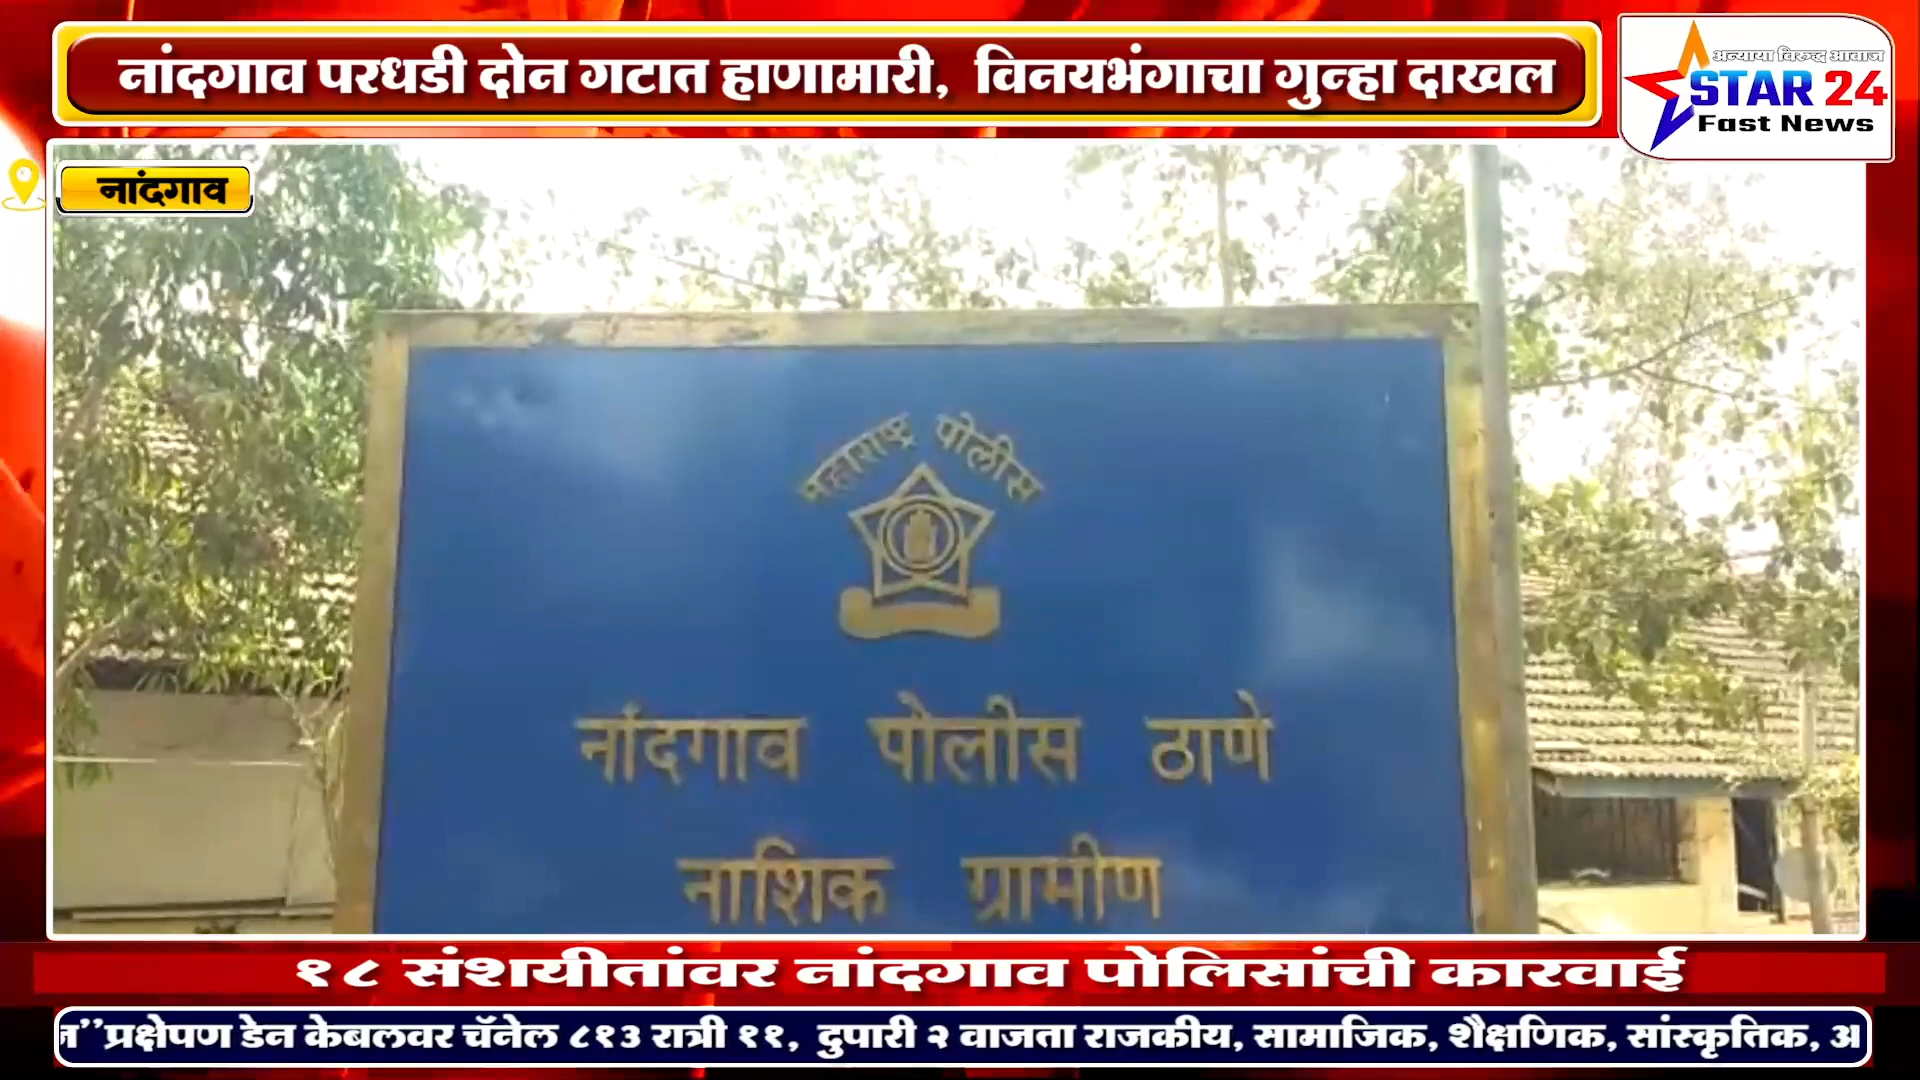 नांदगाव परधडी दोन गटात हाणामारी, विनयभंगाचा गुन्हा दाखल
अन्याया विरुद्ध आवाज
STAR 24
Fast News
नांदगाव
महाराष्ट्र पोलीस
नांदगाव पोलीस ठाणे
नाशिक ग्रामीण
१८ संशयीतांवर नांदगाव पोलिसांची कारवाई
”प्रक्षेपण डेन केबलवर चॅनेल ८१३ रात्री ११, दुपारी २ वाजता राजकीय, सामाजिक, शैक्षणिक, सांस्कृतिक, अ